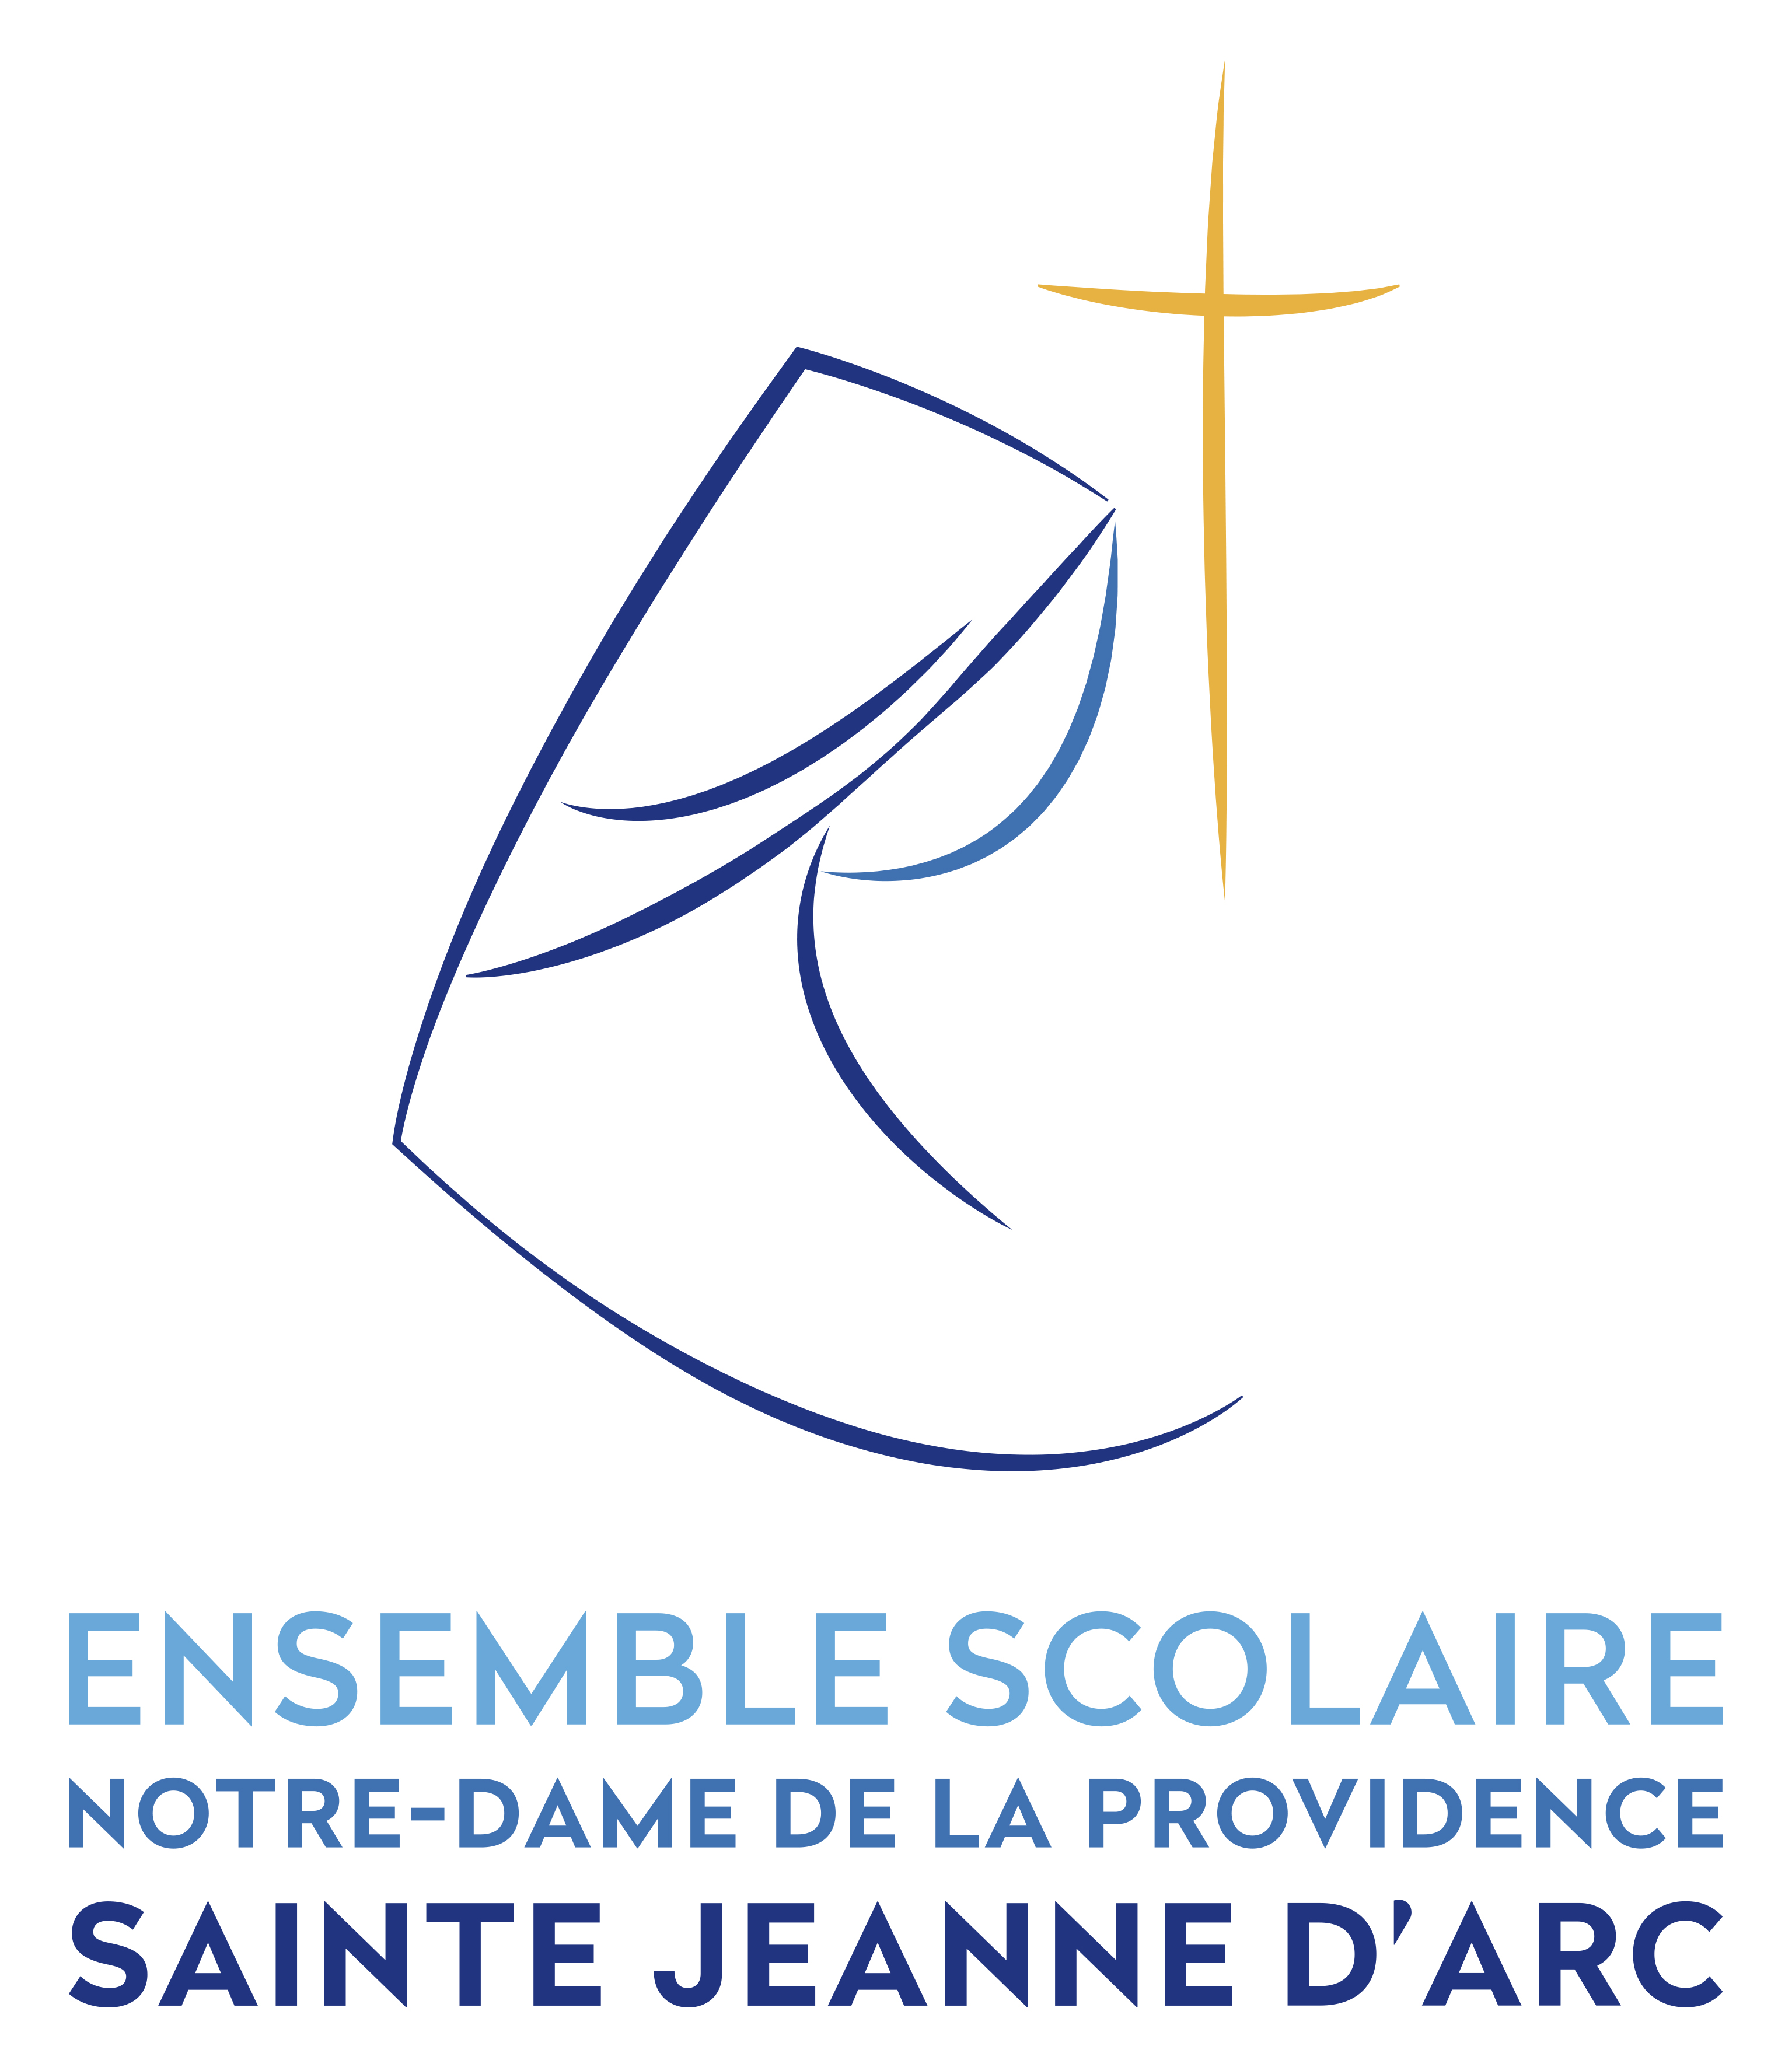 ENSEMBLE SCOLAIRE
NOTRE-DAME DE LA PROVIDENCE
SAINTE JEANNE D’ARC